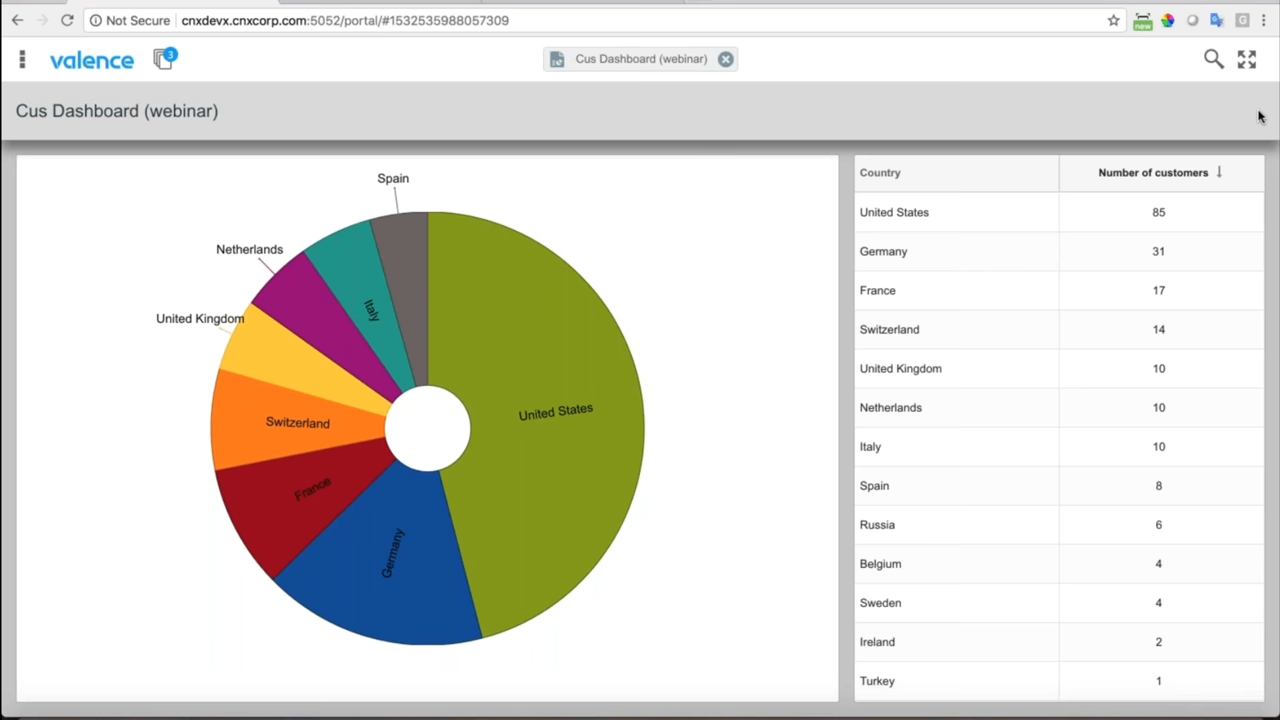 Not Secure cnxdevx.cnxcorp.com:5052/portal/#1532535988057309
new
G
valence 3 Cus Dashboard (webinar)
Cus Dashboard (webinar)
Spain
Netherlands
United Kingdom
Italy
Switzerland
United States
France
Germany
Country Number of customers ↓
United States 85
Germany 31
France 17
Switzerland 14
United Kingdom 10
Netherlands 10
Italy 10
Spain 8
Russia 6
Belgium 4
Sweden 4
Ireland 2
Turkey 1